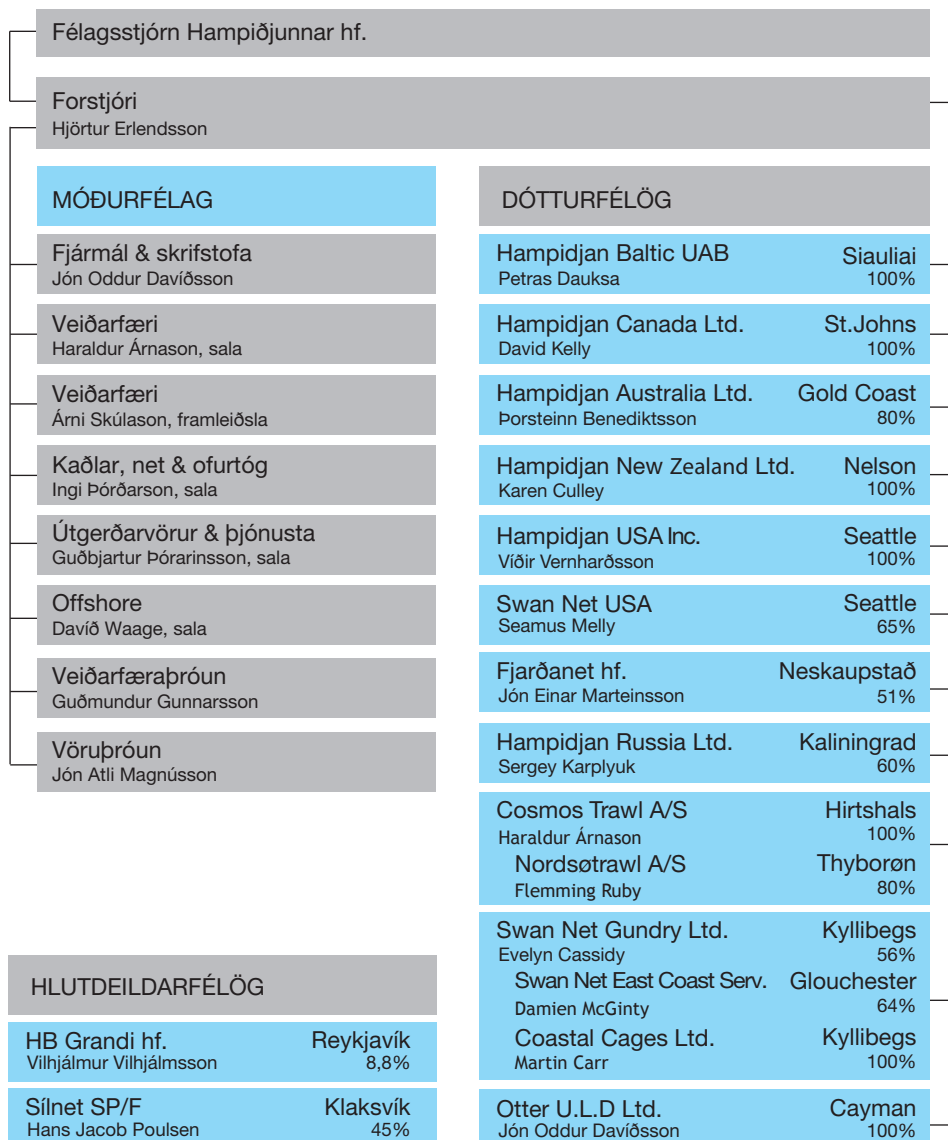 Félagsstjórn Hampiðjunnar hf.
Forstjóri
Hjörtur Erlendsson
MÓÐURFÉLAG
Fjármál & skrifstofa
Jón Oddur Davíðsson
Veiðarfæri
Haraldur Árnason, sala
Veiðarfæri
Árni Skúlason, framleiðsla
Kaðlar, net & ofurtóg
Ingi Þórðarson, sala
Útgerðarvörur & þjónusta
Guðbjartur Þórarinsson, sala
Offshore
Davíð Waage, sala
Veiðarfæraþróun
Guðmundur Gunnarsson
Vöruþróun
Jón Atli Magnússon
HLUTDEILDARFÉLÖG
HB Grandi hf. Reykjavík
Vilhjálmur Vilhjálmsson 8,8%
Sílnet SP/F Klaksvík
Hans Jacob Poulsen 45%
DÓTTURFÉLÖG
Hampidjan Baltic UAB Siauliai
Petras Dauksa 100%
Hampidjan Canada Ltd. St.Johns
David Kelly 100%
Hampidjan Australia Ltd. Gold Coast
Þorsteinn Benediktsson 80%
Hampidjan New Zealand Ltd. Nelson
Karen Culley 100%
Hampidjan USA Inc. Seattle
Víðir Vernharðsson 100%
Swan Net USA Seattle
Seamus Melly 65%
Fjarðanet hf. Neskaupstað
Jón Einar Marteinsson 51%
Hampidjan Russia Ltd. Kaliningrad
Sergey Karplyuk 60%
Cosmos Trawl A/S Hirtshals
Haraldur Árnason 100%
Nordsøtrawl A/S Thyborøn
Flemming Ruby 80%
Swan Net Gundry Ltd. Kyllibegs
Evelyn Cassidy 56%
Swan Net East Coast Serv. Glouchester
Damien McGinty 64%
Coastal Cages Ltd. Kyllibegs
Martin Carr 100%
Otter U.L.D Ltd. Cayman
Jón Oddur Davíðsson 100%